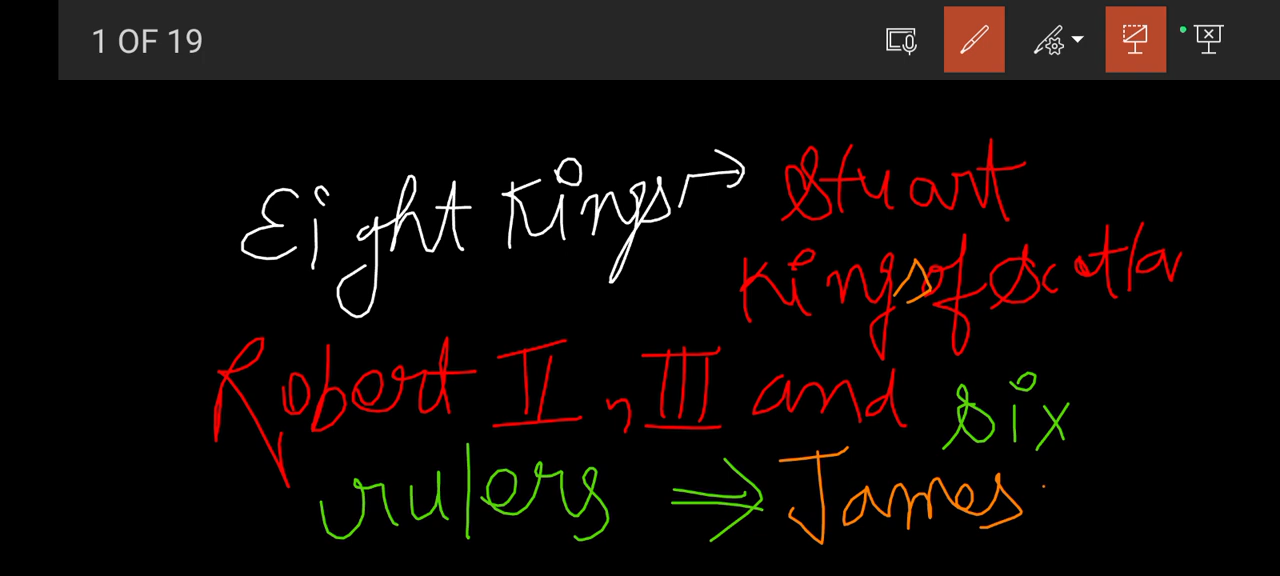 1 OF 19
Eight Kings → Stuart
Kings of Scotla
Robert II, III and six
rulers ⇒ James.